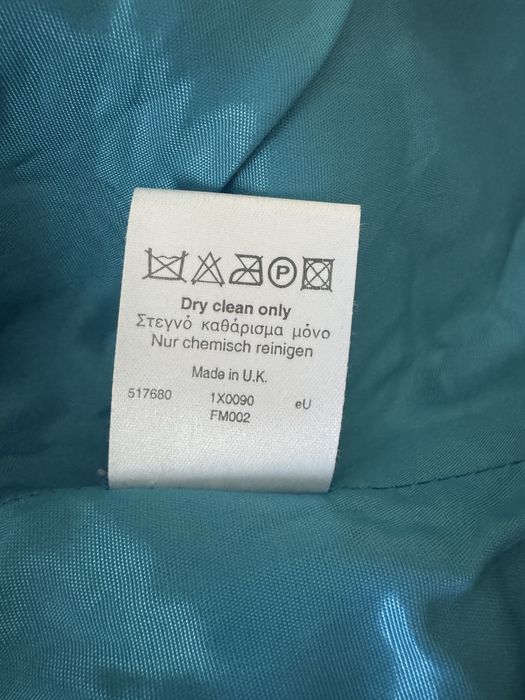 P
Dry clean only
Στεγνό καθάρισμα μόνο
Nur chemisch reinigen
Made in U.K.
517680 1X0090 eU
FM002